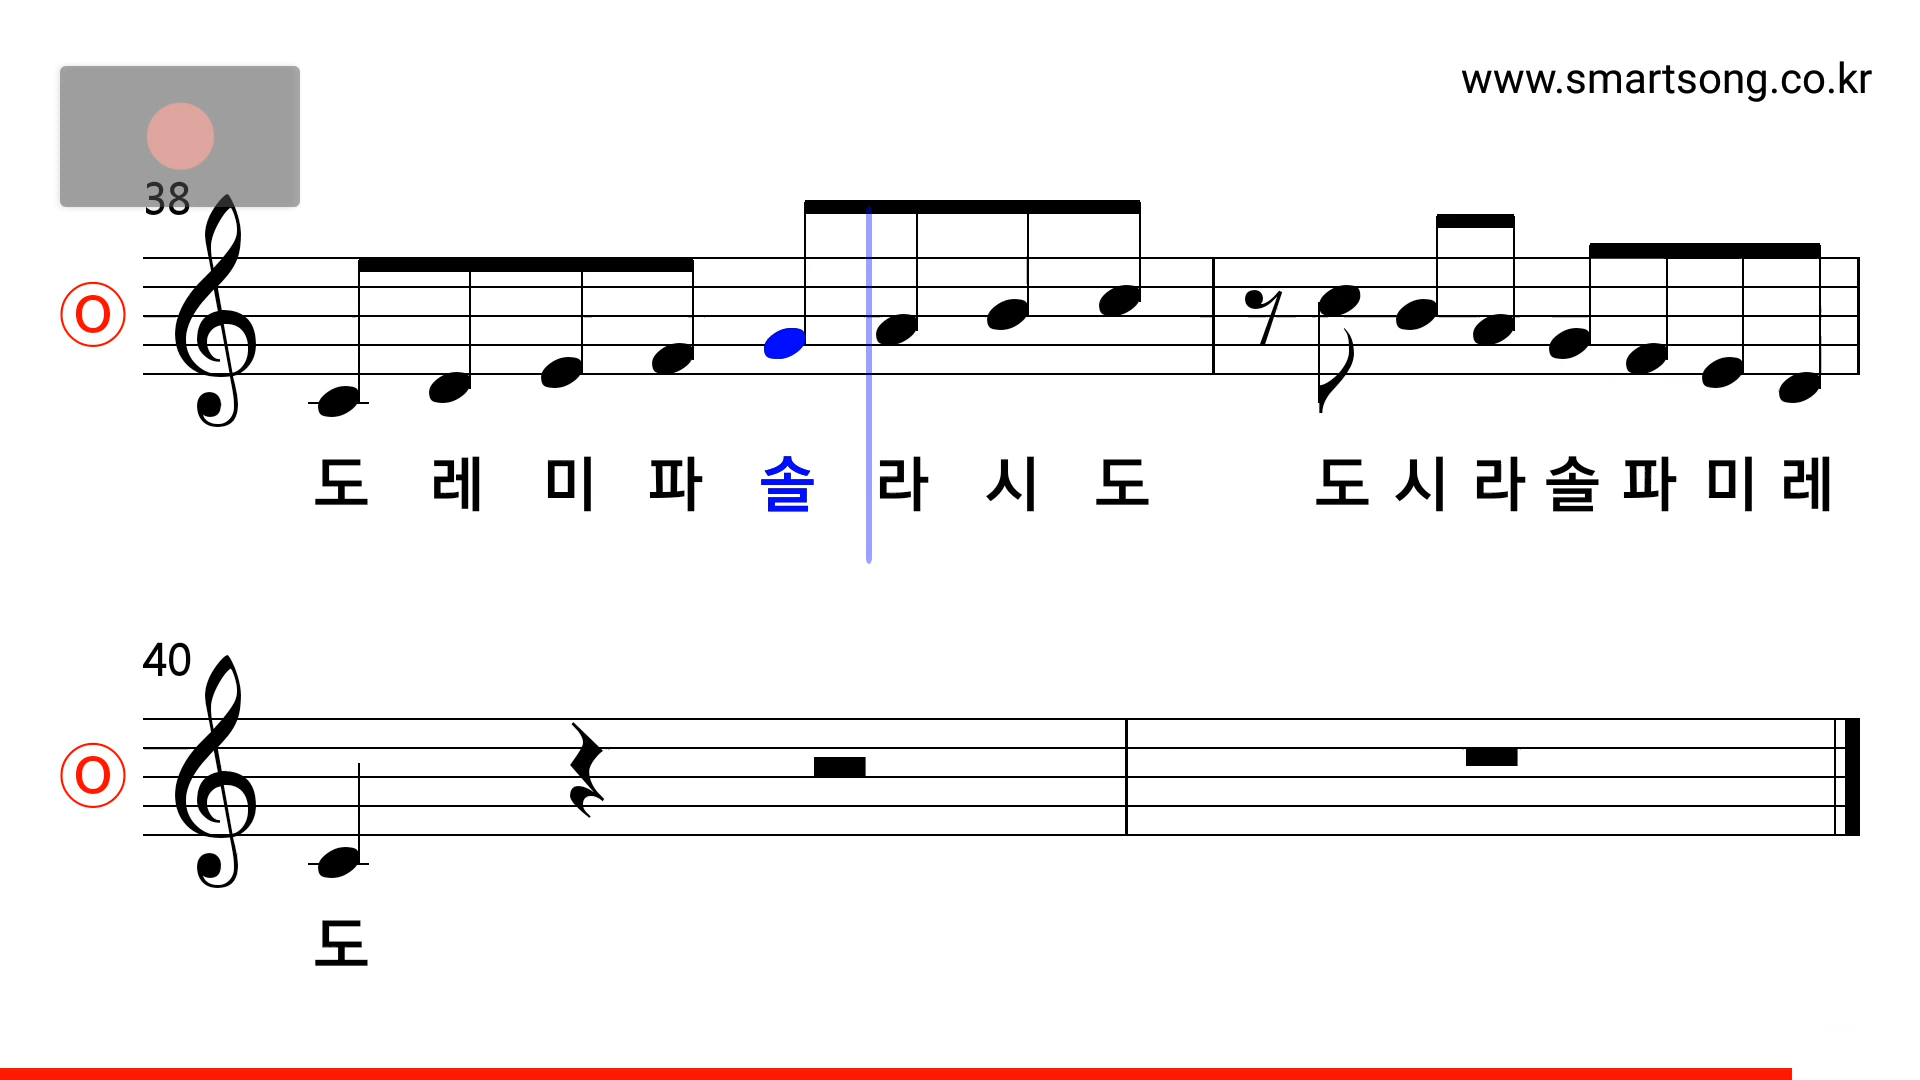 www.smartsong.co.kr
38
O
도 레 미 파 솔 라 시 도 도 시 라 솔 파 미 레
40
O
도